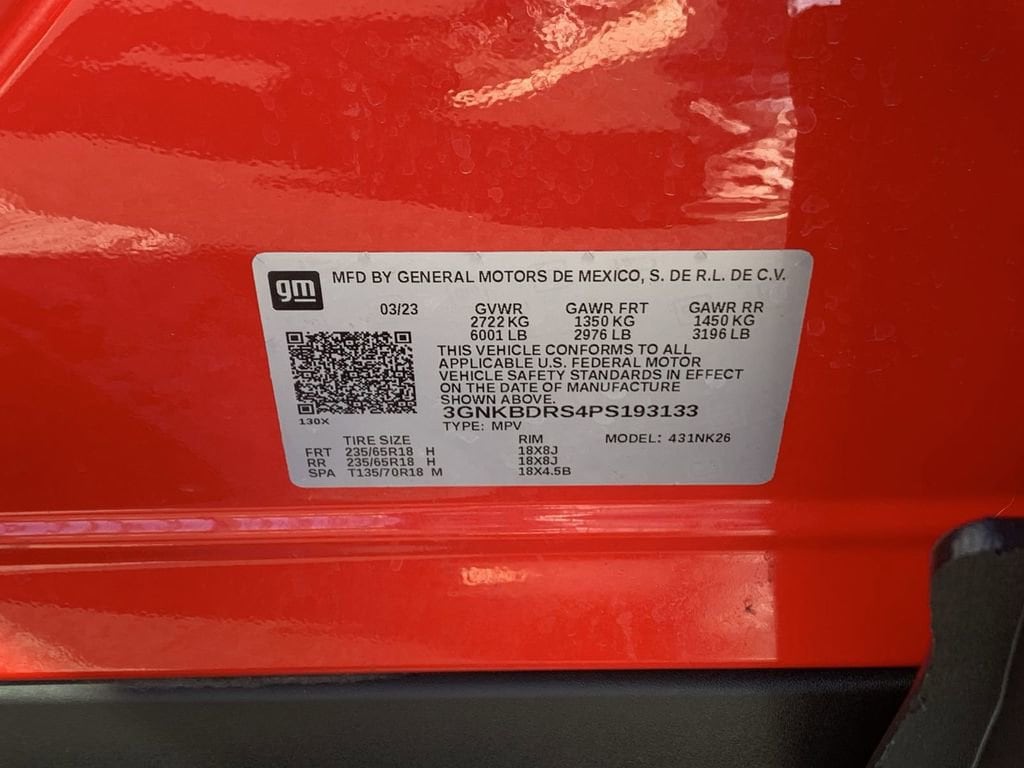 gm MFD BY GENERAL MOTORS DE MEXICO, S. DE R.L. DE C.V.
03/23 GVWR GAWR FRT GAWR RR
2722 KG 1350 KG 1450 KG
6001 LB 2976 LB 3196 LB
THIS VEHICLE CONFORMS TO ALL
APPLICABLE U.S. FEDERAL MOTOR
VEHICLE SAFETY STANDARDS IN EFFECT
ON THE DATE OF MANUFACTURE
SHOWN ABOVE.
3GNKBDRS4PS193133
130X
TYPE: MPV
TIRE SIZE RIM MODEL: 431NK26
FRT 235/65R18 H 18X8J
RR 235/65R18 H 18X8J
SPA T135/70R18 M 18X4.5B